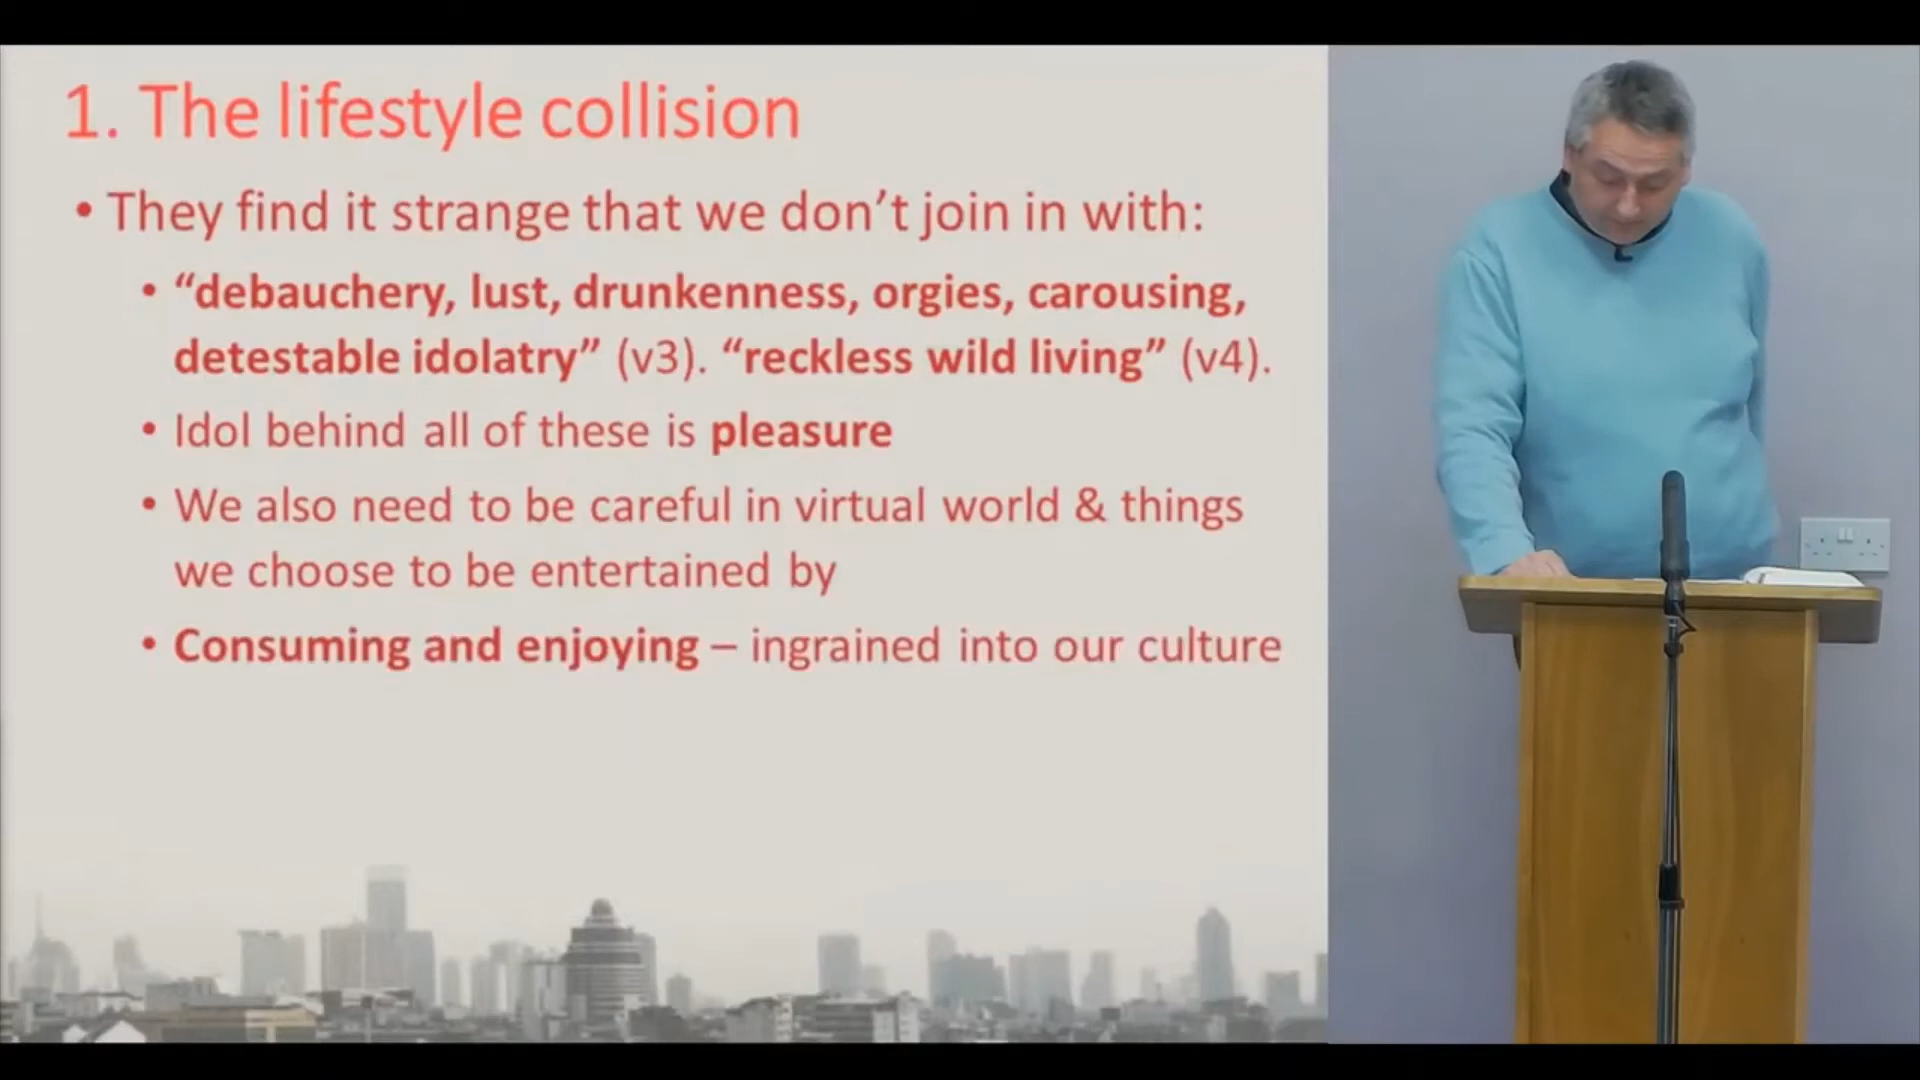 1. The lifestyle collision
• They find it strange that we don’t join in with:
• “debauchery, lust, drunkenness, orgies, carousing,
detestable idolatry” (v3). “reckless wild living” (v4).
• Idol behind all of these is pleasure
• We also need to be careful in virtual world & things
we choose to be entertained by
• Consuming and enjoying – ingrained into our culture